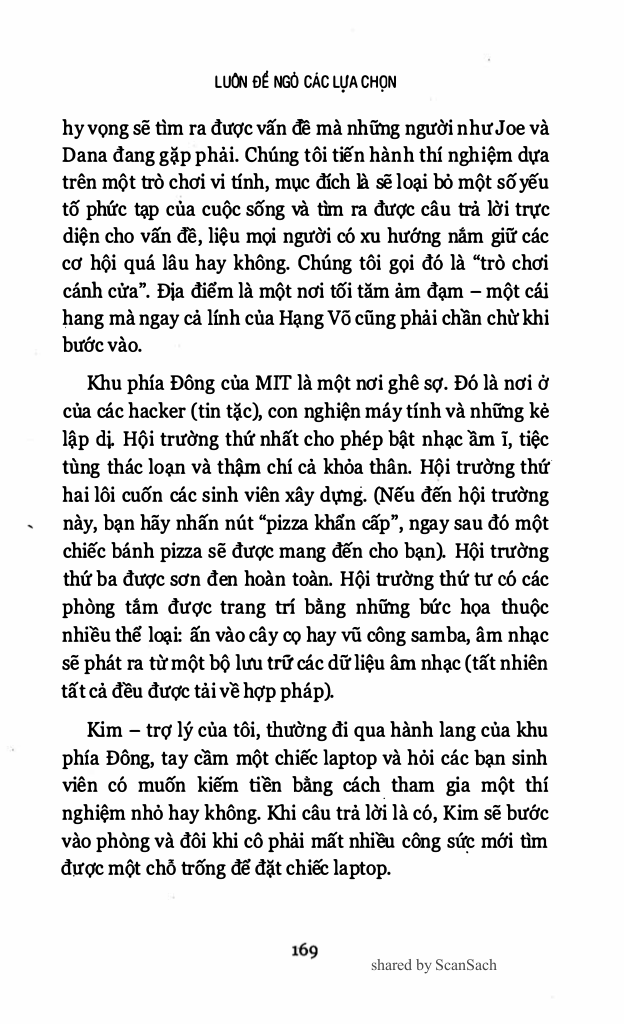 LUÔN ĐỂ NGỎ CÁC LỰA CHỌN
hy vọng sẽ tìm ra được vấn đề mà những người như Joe và
Dana đang gặp phải. Chúng tôi tiến hành thí nghiệm dựa
trên một trò chơi vi tính, mục đích là sẽ loại bỏ một số yếu
tố phức tạp của cuộc sống và tìm ra được câu trả lời trực
diện cho vấn đề, liệu mọi người có xu hướng nắm giữ các
cơ hội quá lâu hay không. Chúng tôi gọi đó là “trò chơi
cánh cửa”. Địa điểm là một nơi tối tăm ảm đạm – một cái
hang mà ngay cả lính của Hạng Võ cũng phải chần chừ khi
bước vào.
Khu phía Đông của MIT là một nơi ghê sợ. Đó là nơi ở
của các hacker (tin tặc), con nghiện máy tính và những kẻ
lập dị. Hội trường thứ nhất cho phép bật nhạc ầm ĩ, tiệc
tùng thác loạn và thậm chí cả khỏa thân. Hội trường thứ
hai lôi cuốn các sinh viên xây dựng. (Nếu đến hội trường
này, bạn hãy nhấn nút “pizza khẩn cấp”, ngay sau đó một
chiếc bánh pizza sẽ được mang đến cho bạn). Hội trường
thứ ba được sơn đen hoàn toàn. Hội trường thứ tư có các
phòng tắm được trang trí bằng những bức họa thuộc
nhiều thể loại: ấn vào cây cọ hay vũ công samba, âm nhạc
sẽ phát ra từ một bộ lưu trữ các dữ liệu âm nhạc (tất nhiên
tất cả đều được tải về hợp pháp).
Kim – trợ lý của tôi, thường đi qua hành lang của khu
phía Đông, tay cầm một chiếc laptop và hỏi các bạn sinh
viên có muốn kiếm tiền bằng cách tham gia một thí
nghiệm nhỏ hay không. Khi câu trả lời là có, Kim sẽ bước
vào phòng và đôi khi cô phải mất nhiều công sức mới tìm
được một chỗ trống để đặt chiếc laptop.
169
shared by ScanSach